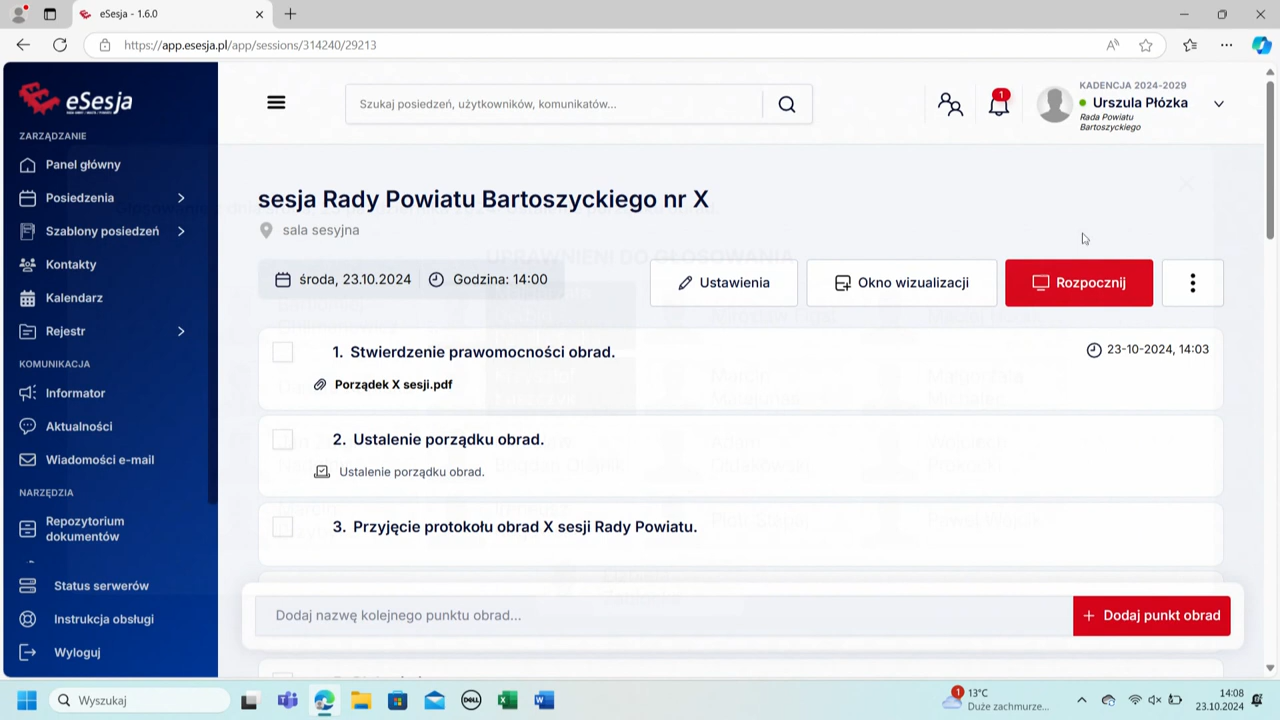 eSesja - 1.6.0
https://app.esesja.pl/app/sessions/314240/29213
eSesja
ZARZĄDZANIE
Panel główny
Posiedzenia
Szablony posiedzeń
Kontakty
Kalendarz
Rejestr
KOMUNIKACJA
Informator
Aktualności
Wiadomości e-mail
NARZĘDZIA
Repozytorium
dokumentów
Status serwerów
Instrukcja obsługi
Wyloguj
Szukaj posiedzeń, użytkowników, komunikatów...
1
KADENCJA 2024-2029
Urszula Płózka
Rada Powiatu
Bartoszyckiego
sesja Rady Powiatu Bartoszyckiego nr X
sala sesyjna
UPRAWNIENI DO GŁOSOWANIA
środa, 23.10.2024
Godzina: 14:00
Ustawienia
Okno wizualizacji
Rozpocznij
1. Stwierdzenie prawomocności obrad.
23-10-2024, 14:03
Porządek X sesji.pdf
2. Ustalenie porządku obrad.
Ustalenie porządku obrad.
3. Przyjęcie protokołu obrad X sesji Rady Powiatu.
Dodaj nazwę kolejnego punktu obrad...
+ Dodaj punkt obrad
Wyszukaj
DELL
1
13°C
Duże zachmurze...
14:08
23.10.2024